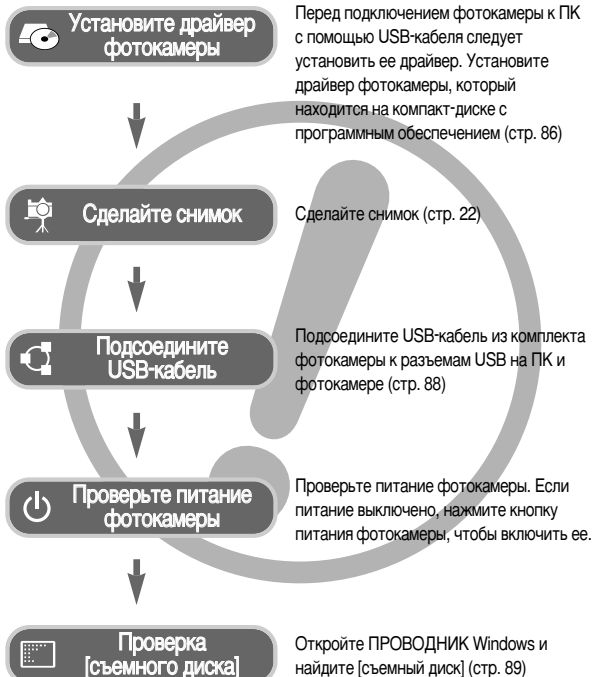 Установите драйвер
фотокамеры
Перед подключением фотокамеры к ПК
с помощью USB-кабеля следует
установить ее драйвер. Установите
драйвер фотокамеры, который
находится на компакт-диске с
программным обеспечением (стр. 86)
Сделайте снимок
Сделайте снимок (стр. 22)
Подсоедините
USB-кабель
Подсоедините USB-кабель из комплекта
фотокамеры к разъемам USB на ПК и
фотокамере (стр. 88)
Проверьте питание
фотокамеры
Проверьте питание фотокамеры. Если
питание выключено, нажмите кнопку
питания фотокамеры, чтобы включить ее.
Проверка
[съемного диска]
Откройте ПРОВОДНИК Windows и
найдите [съемный диск] (стр. 89)